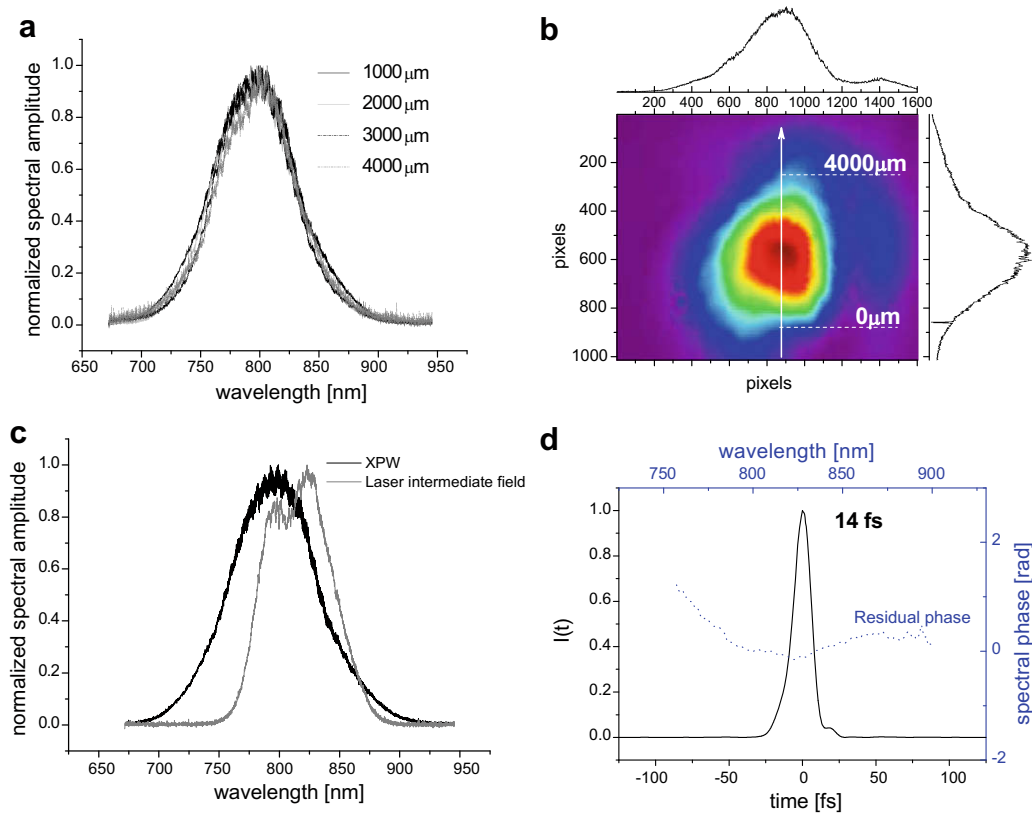 a
normalized spectral amplitude
1.0
0.8
0.6
0.4
0.2
0.0
1000 μm
2000 μm
3000 μm
4000 μm
650 700 750 800 850 900 950
wavelength [nm]
b
200 400 600 800 1000 1200 1400 1600
pixels
200
400
600
800
1000
4000μm
0μm
pixels
c
normalized spectral amplitude
1.0
0.8
0.6
0.4
0.2
0.0
XPW
Laser intermediate field
650 700 750 800 850 900 950
wavelength [nm]
d
wavelength [nm]
750 800 850 900
I(t)
1.0
0.8
0.6
0.4
0.2
0.0
14 fs
Residual phase
2
0
-2
spectral phase [rad]
-100 -75 -50 -25 0 25 50 75 100
time [fs]